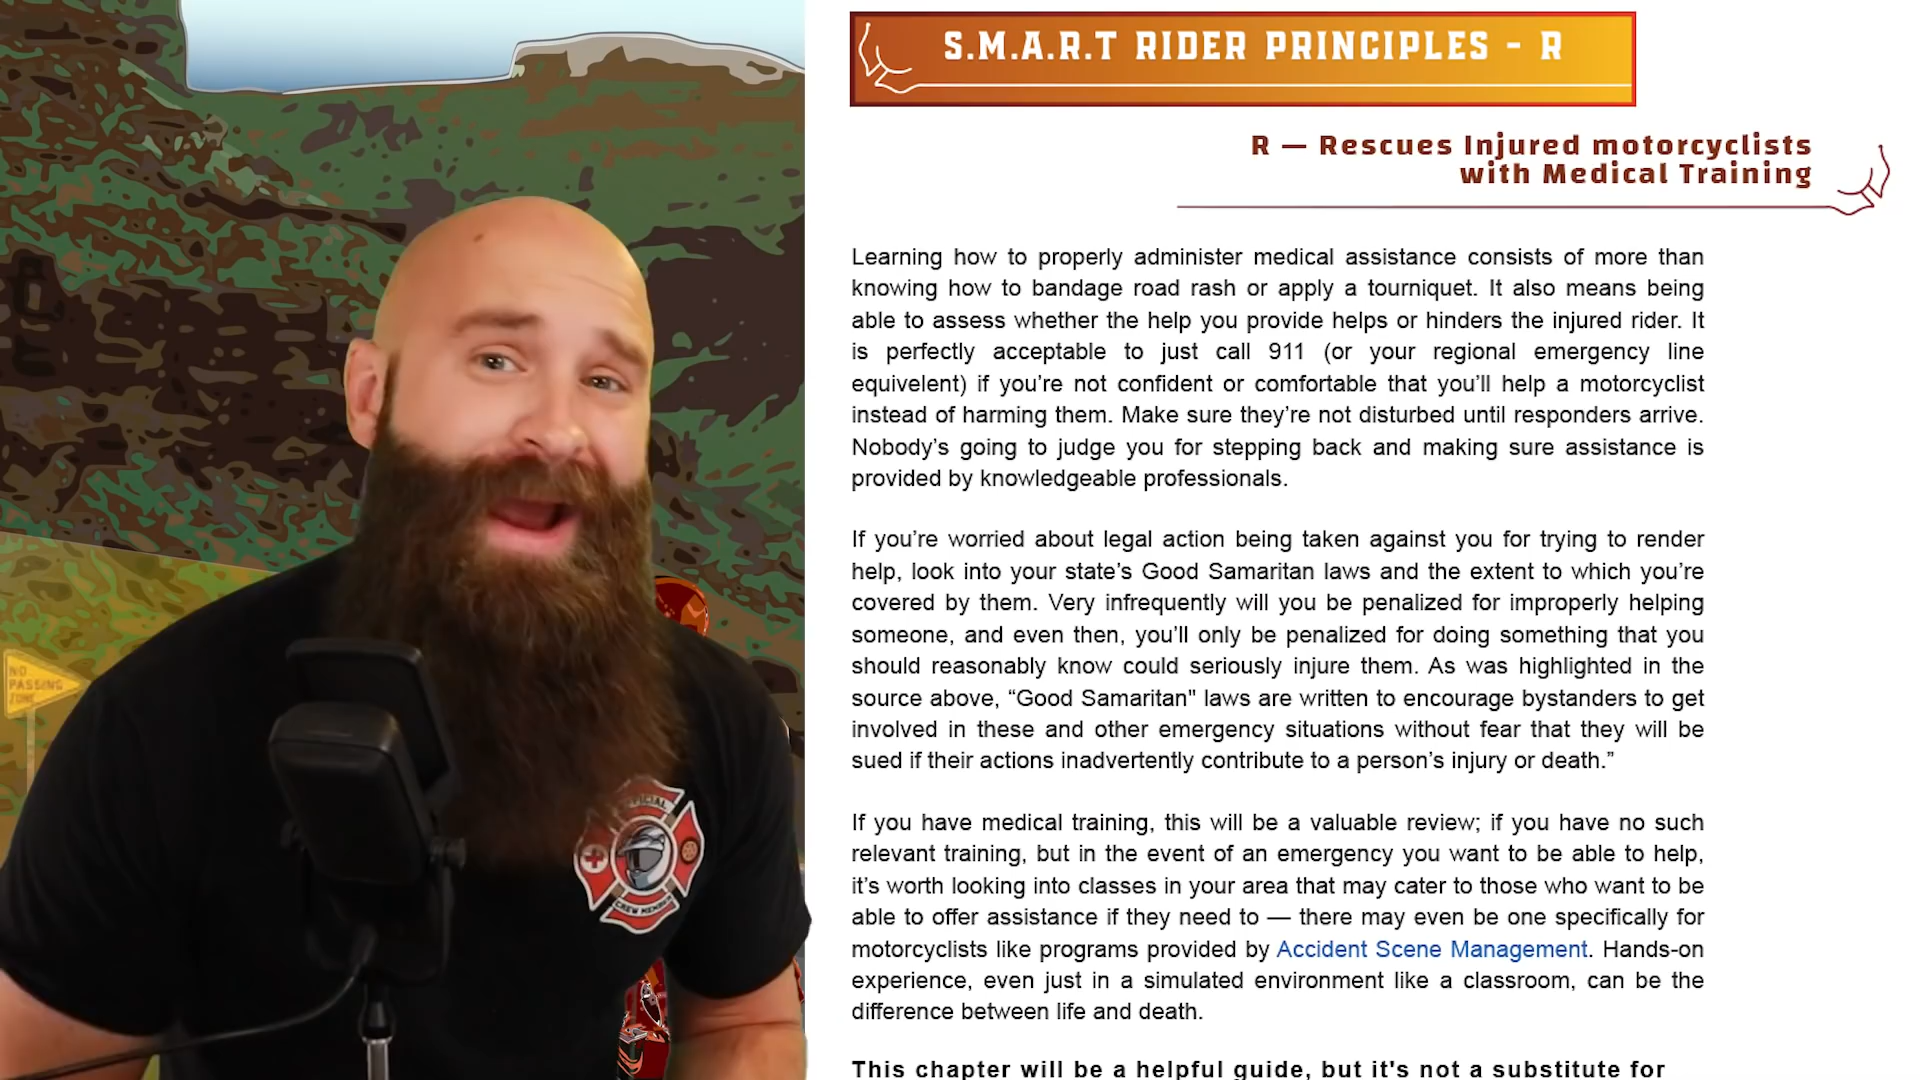 S.M.A.R.T RIDER PRINCIPLES - R
R — Rescues Injured motorcyclists
with Medical Training
Learning how to properly administer medical assistance consists of more than
knowing how to bandage road rash or apply a tourniquet. It also means being
able to assess whether the help you provide helps or hinders the injured rider. It
is perfectly acceptable to just call 911 (or your regional emergency line
equivelent) if you’re not confident or comfortable that you’ll help a motorcyclist
instead of harming them. Make sure they’re not disturbed until responders arrive.
Nobody’s going to judge you for stepping back and making sure assistance is
provided by knowledgeable professionals.
If you’re worried about legal action being taken against you for trying to render
help, look into your state’s Good Samaritan laws and the extent to which you’re
covered by them. Very infrequently will you be penalized for improperly helping
someone, and even then, you’ll only be penalized for doing something that you
should reasonably know could seriously injure them. As was highlighted in the
source above, “Good Samaritan" laws are written to encourage bystanders to get
involved in these and other emergency situations without fear that they will be
sued if their actions inadvertently contribute to a person’s injury or death.”
If you have medical training, this will be a valuable review; if you have no such
relevant training, but in the event of an emergency you want to be able to help,
it’s worth looking into classes in your area that may cater to those who want to be
able to offer assistance if they need to — there may even be one specifically for
motorcyclists like programs provided by Accident Scene Management. Hands-on
experience, even just in a simulated environment like a classroom, can be the
difference between life and death.
This chapter will be a helpful guide, but it's not a substitute for
NO
PASSING
ZONE
CREW MEMBER